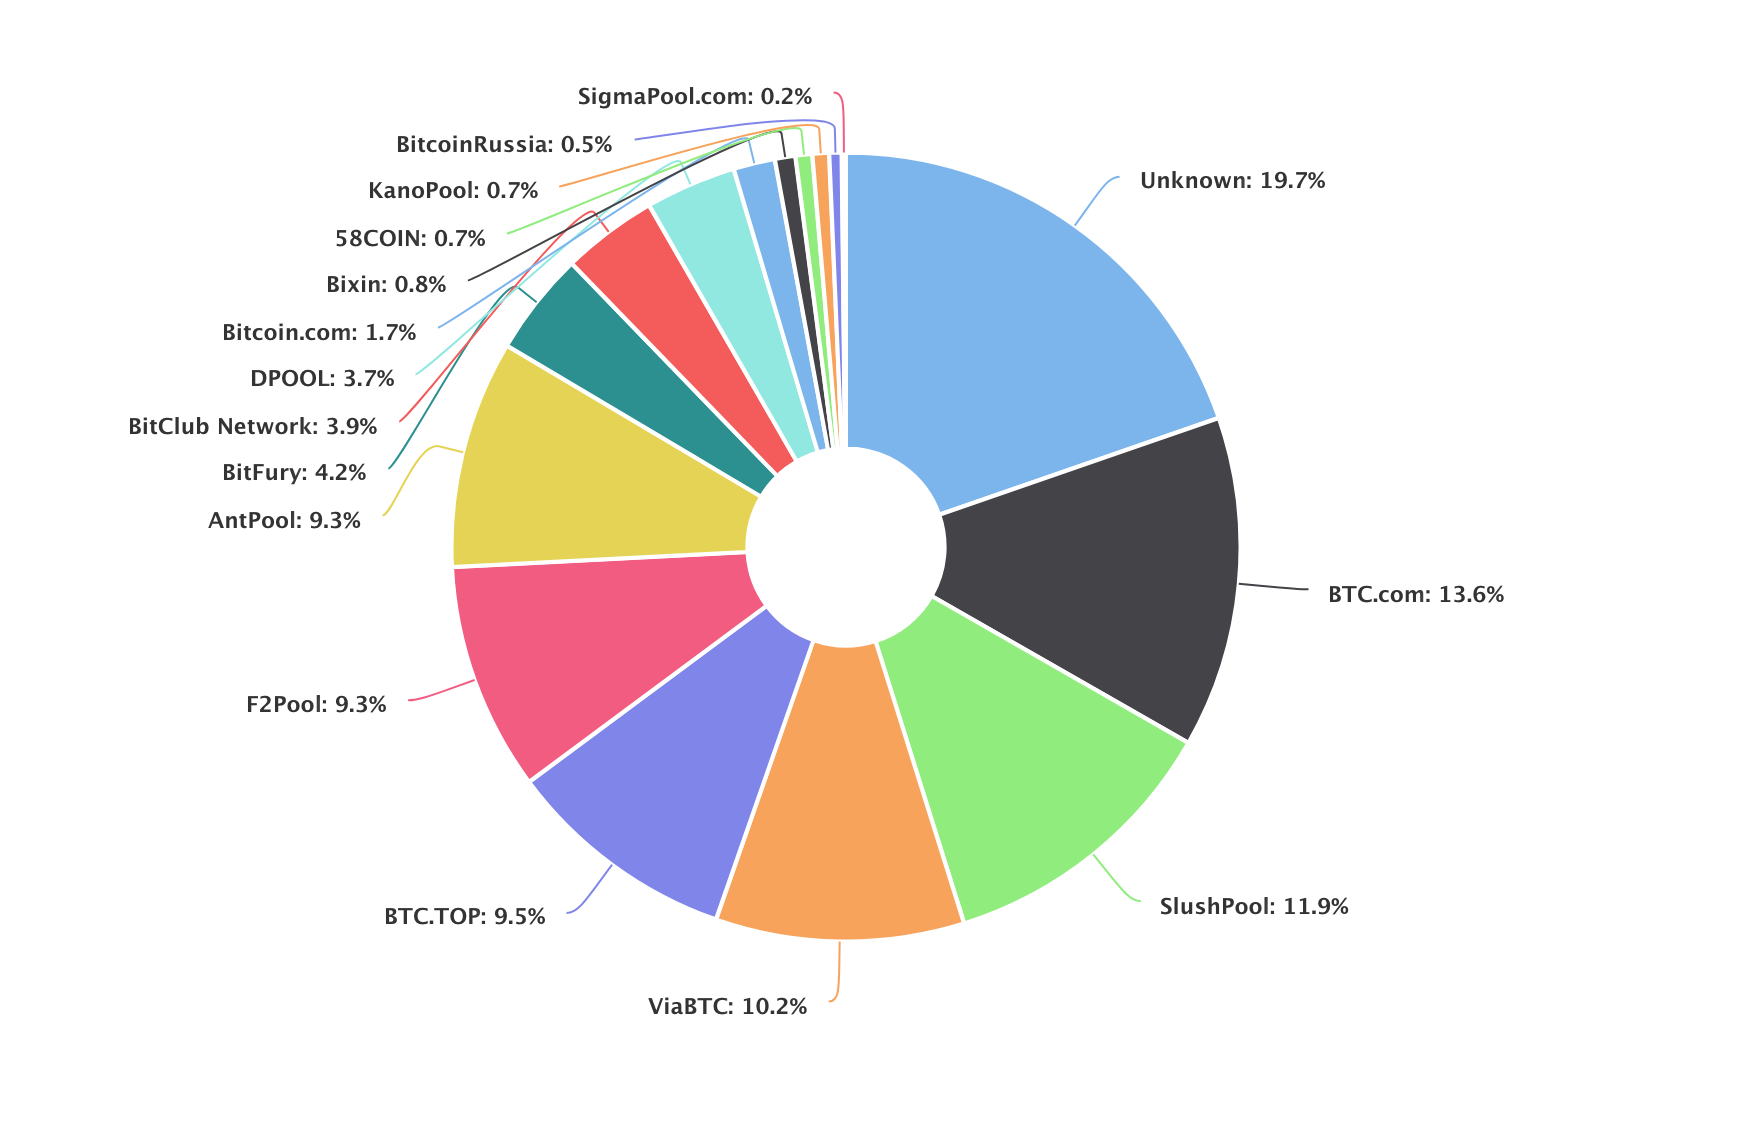 SigmaPool.com: 0.2%
BitcoinRussia: 0.5%
KanoPool: 0.7%
58COIN: 0.7%
Bixin: 0.8%
Bitcoin.com: 1.7%
DPOOL: 3.7%
BitClub Network: 3.9%
BitFury: 4.2%
AntPool: 9.3%
F2Pool: 9.3%
BTC.TOP: 9.5%
ViaBTC: 10.2%
Unknown: 19.7%
BTC.com: 13.6%
SlushPool: 11.9%